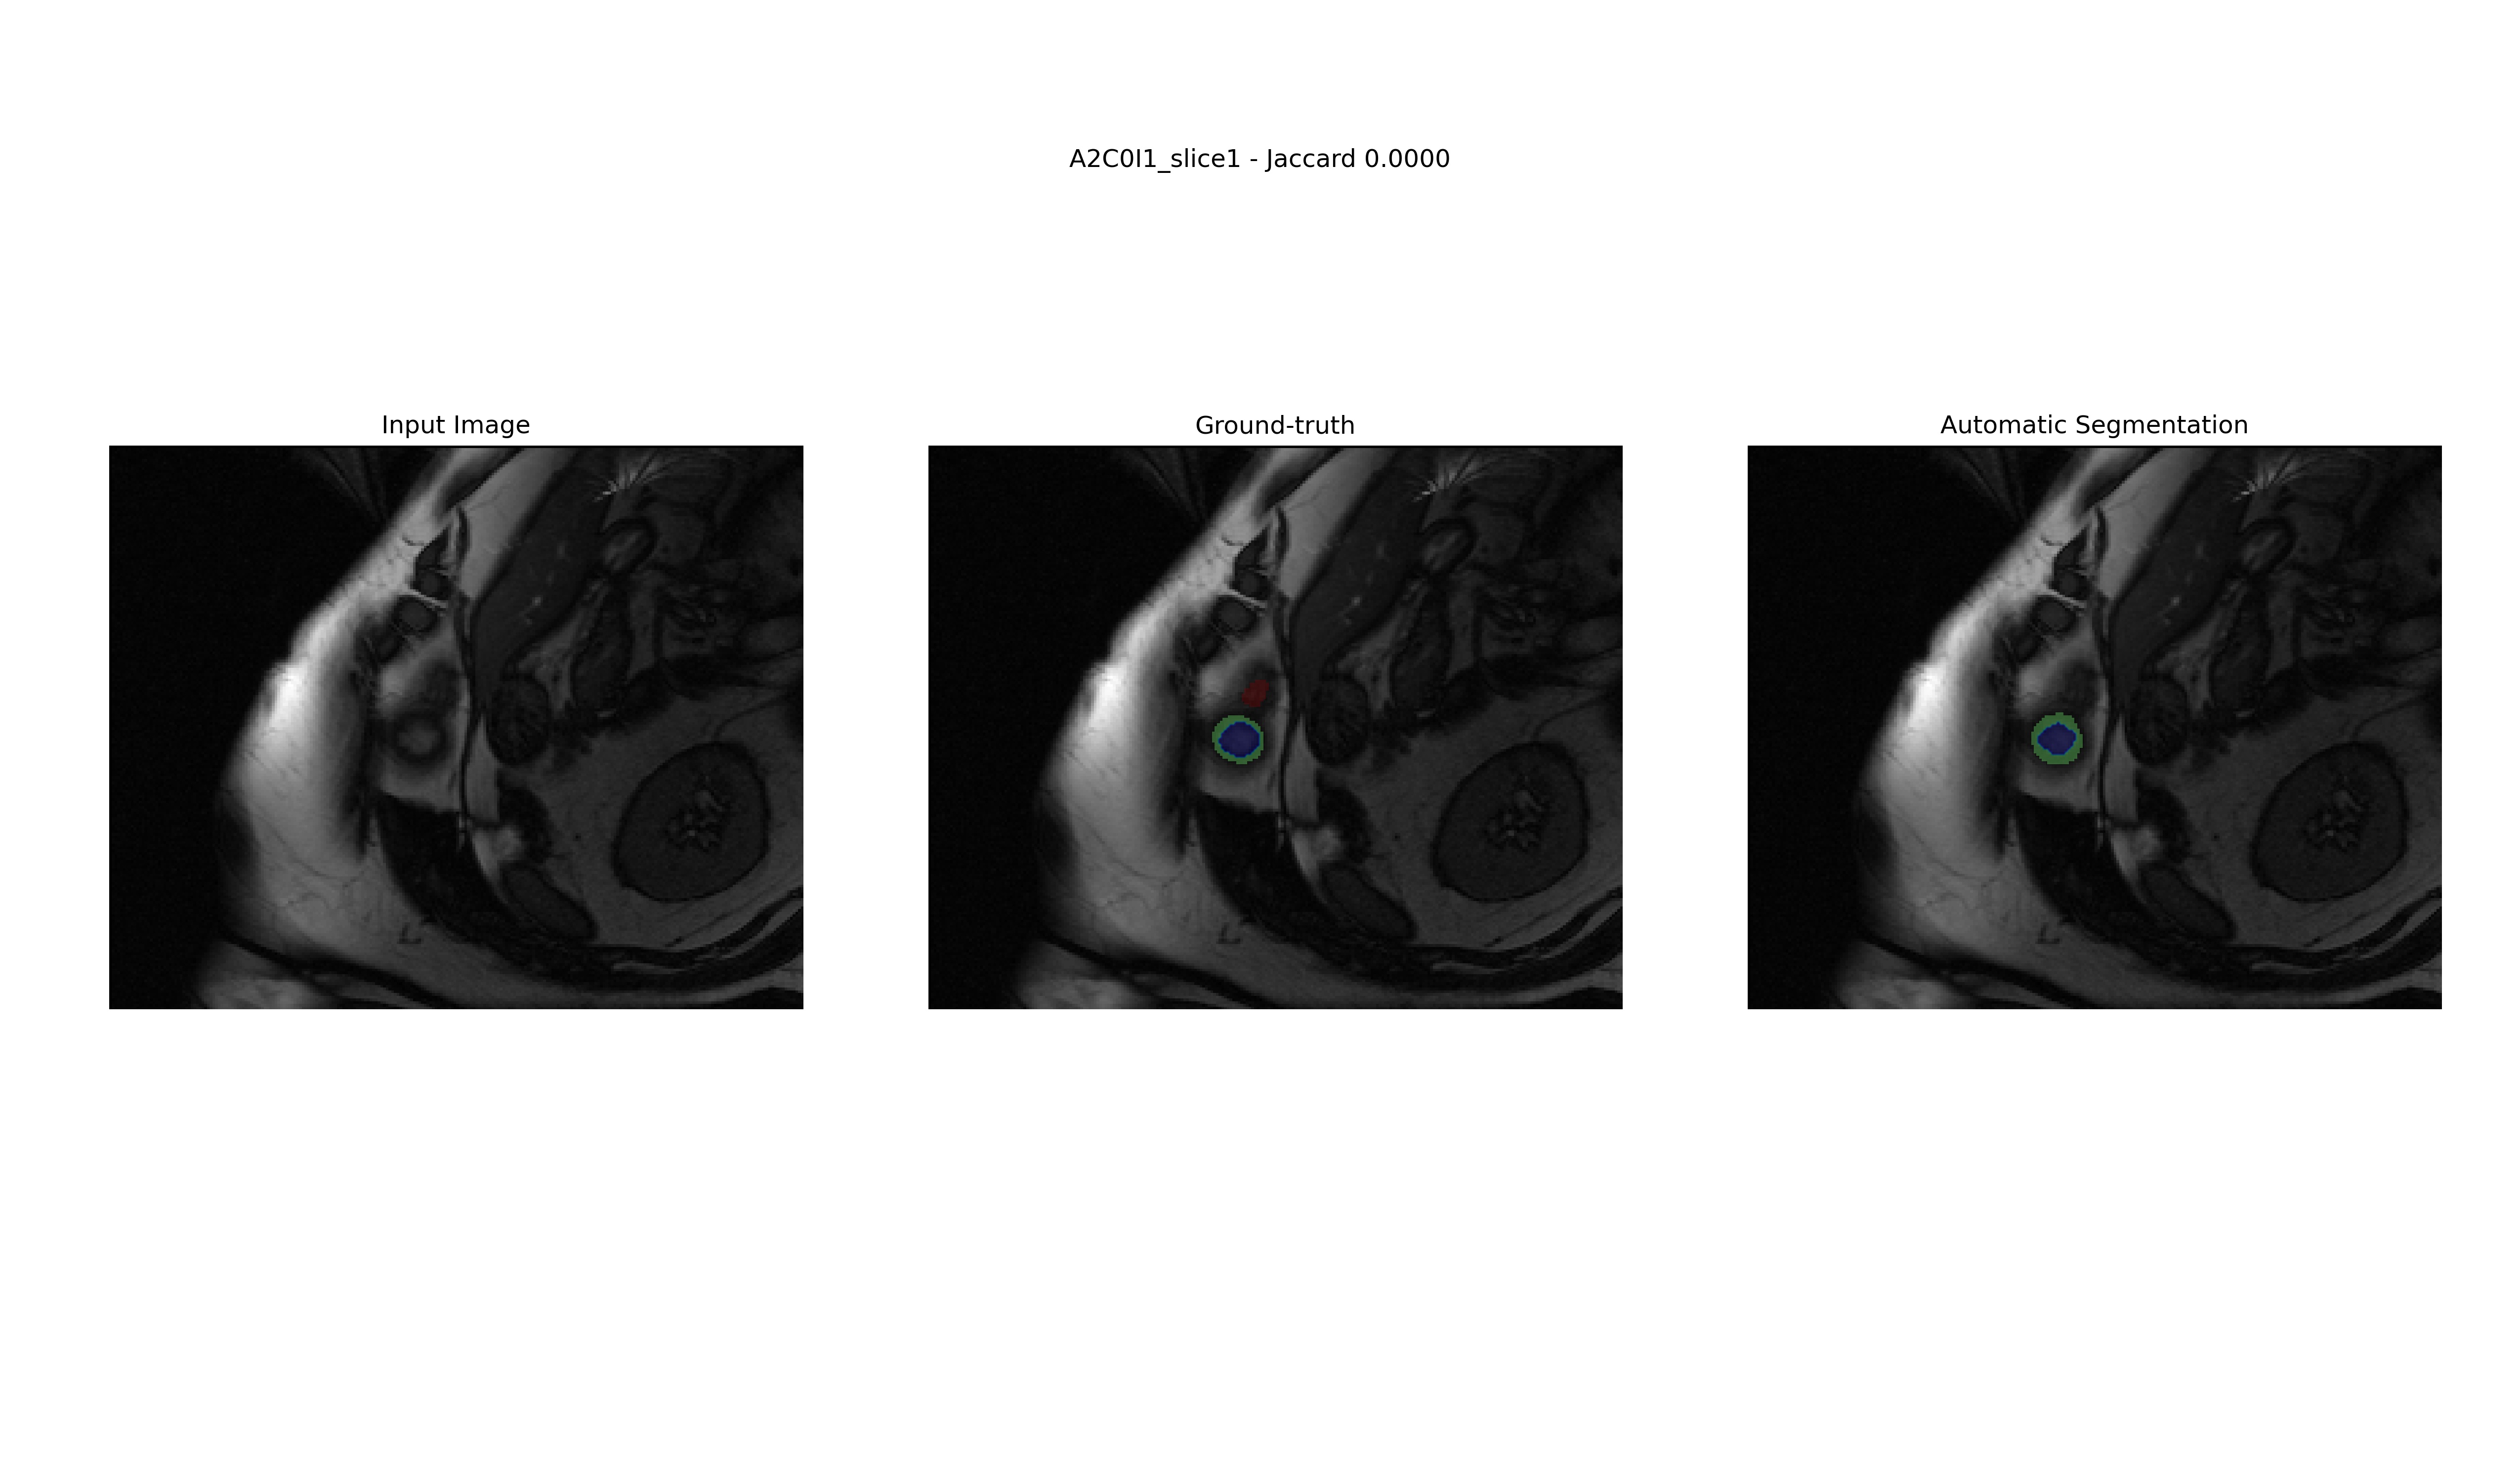 A2C0I1_slice1 - Jaccard 0.0000
Input Image
Ground-truth
Automatic Segmentation